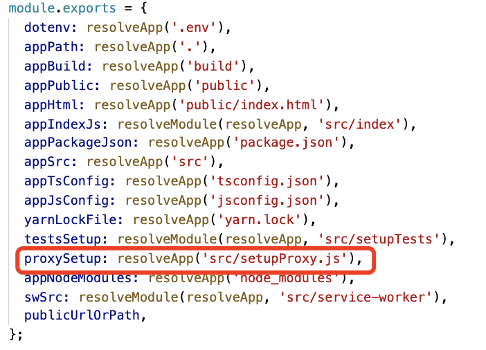 module.exports = {
dotenv: resolveApp('.env'),
appPath: resolveApp('.'),
appBuild: resolveApp('build'),
appPublic: resolveApp('public'),
appHtml: resolveApp('public/index.html'),
appIndexJs: resolveModule(resolveApp, 'src/index'),
appPackageJson: resolveApp('package.json'),
appSrc: resolveApp('src'),
appTsConfig: resolveApp('tsconfig.json'),
appJsConfig: resolveApp('jsconfig.json'),
yarnLockFile: resolveApp('yarn.lock'),
testsSetup: resolveModule(resolveApp, 'src/setupTests'),
proxySetup: resolveApp('src/setupProxy.js'),
appNodeModules: resolveApp('node_modules'),
swSrc: resolveModule(resolveApp, 'src/service-worker'),
publicUrlOrPath,
};